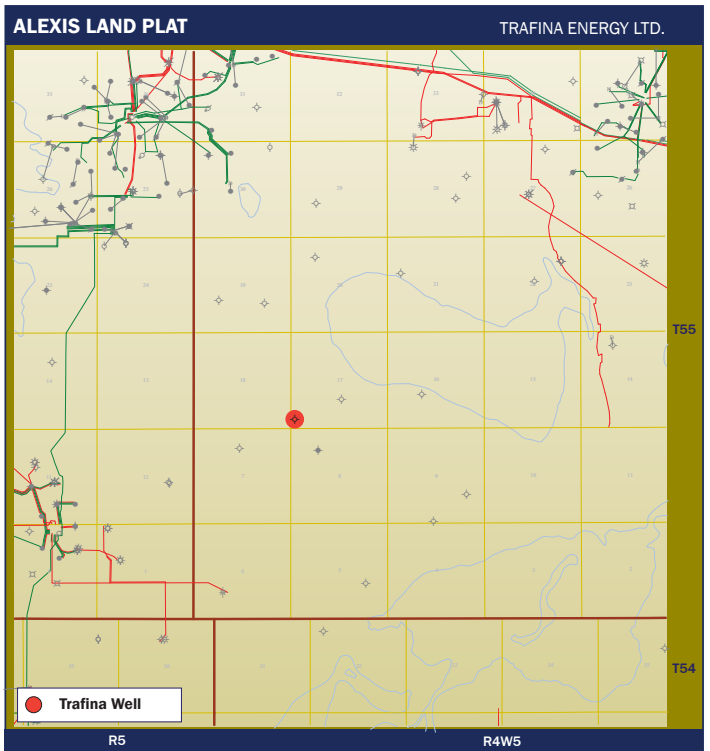 ALEXIS LAND PLAT
TRAFINA ENERGY LTD.
T55
T54
Trafina Well
R5
R4W5